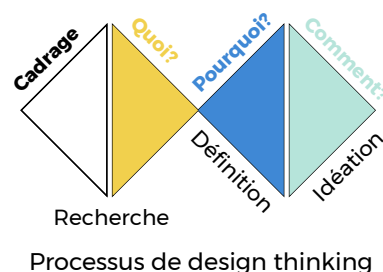 Cadrage
Quoi?
Pourquoi?
Comment?
Recherche
Définition
Idéation
Processus de design thinking